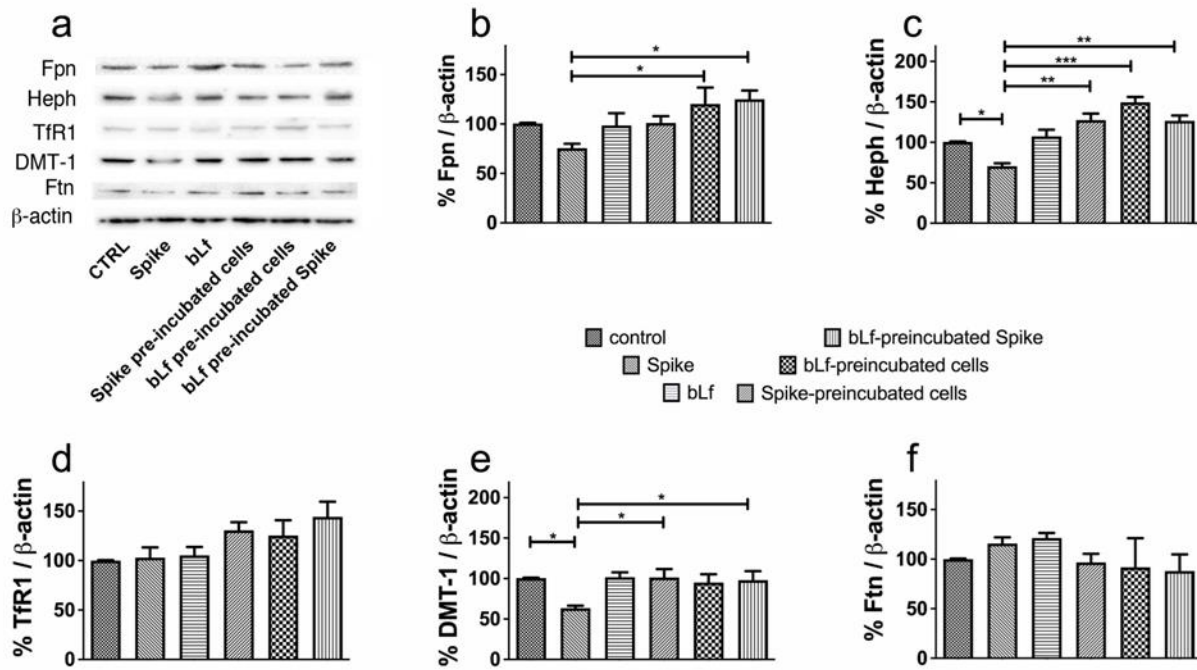 a
Fpn
Heph
TfR1
DMT-1
Ftn
β-actin
CTRL
Spike
bLf
Spike pre-incubated cells
bLf pre-incubated cells
bLf pre-incubated Spike
b
% Fpn / β-actin
150
100
50
0
*
*
c
% Heph / β-actin
200
150
100
50
0
*
**
***
**
control
Spike
bLf
bLf-preincubated Spike
bLf-preincubated cells
Spike-preincubated cells
d
% TfR1 / β-actin
150
100
50
0
e
% DMT-1 / β-actin
200
150
100
50
0
*
*
*
f
% Ftn / β-actin
150
100
50
0